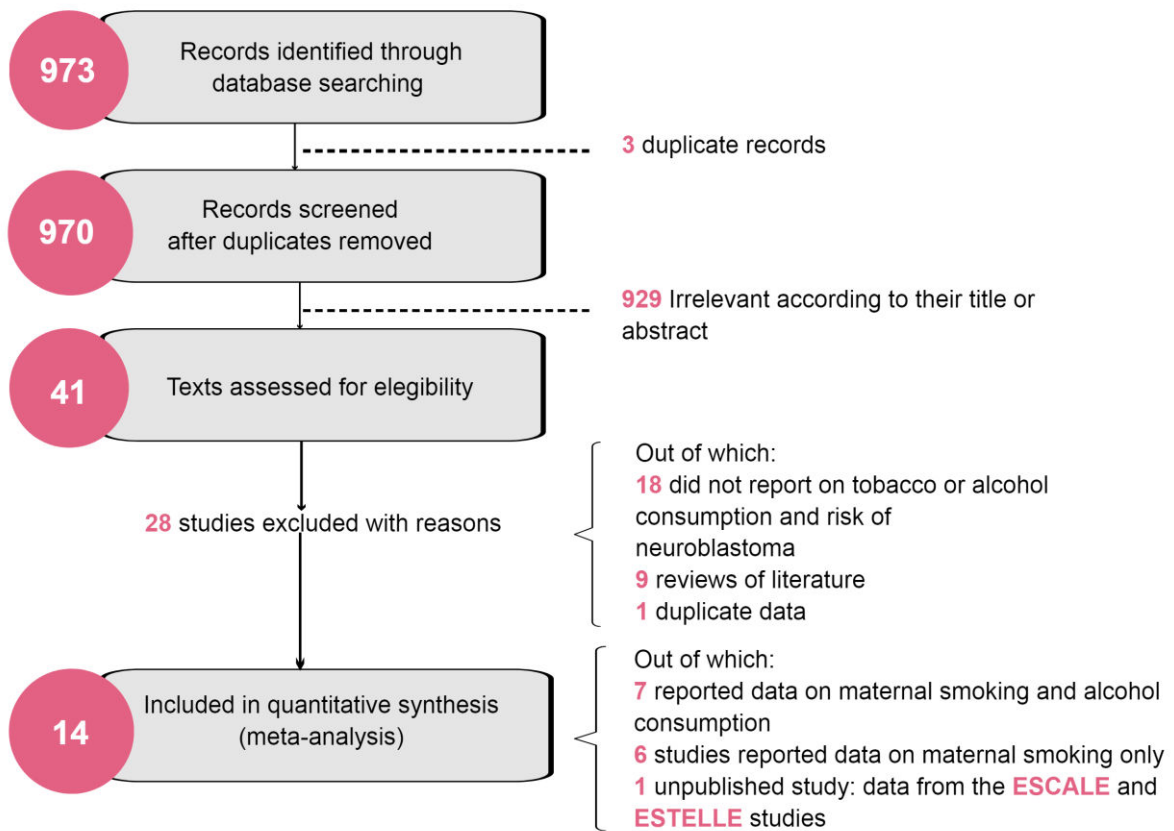 973
Records identified through
database searching
3 duplicate records
970
Records screened
after duplicates removed
929 Irrelevant according to their title or
abstract
41
Texts assessed for elegibility
28 studies excluded with reasons
Out of which:
18 did not report on tobacco or alcohol
consumption and risk of
neuroblastoma
9 reviews of literature
1 duplicate data
14
Included in quantitative synthesis
(meta-analysis)
Out of which:
7 reported data on maternal smoking and alcohol
consumption
6 studies reported data on maternal smoking only
1 unpublished study: data from the ESCALE and
ESTELLE studies